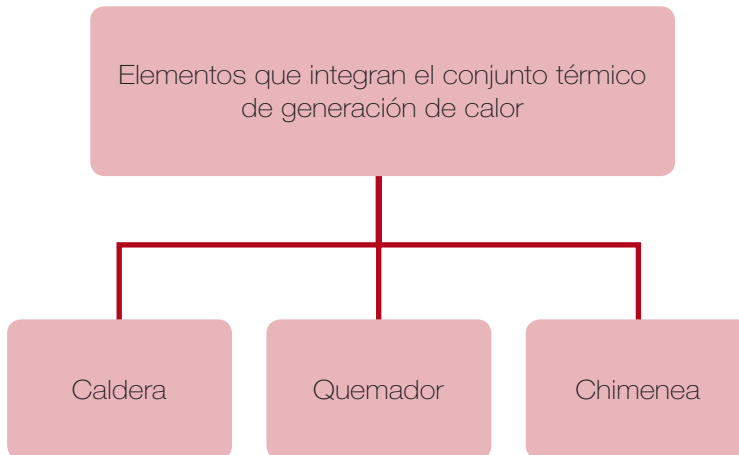 Elementos que integran el conjunto térmico
de generación de calor
Caldera
Quemador
Chimenea